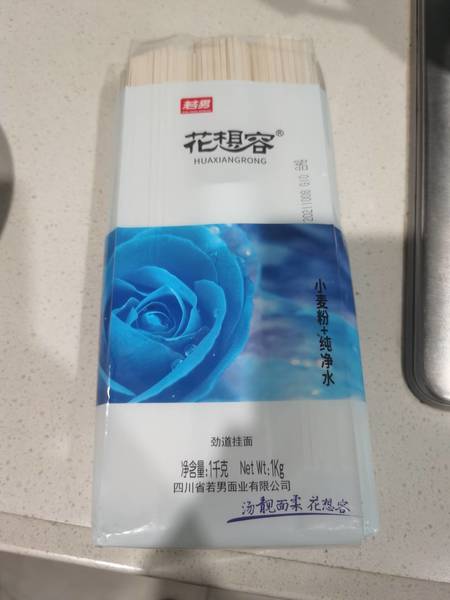 若男
花想容®
HUAXIANGRONG
小麦粉+纯净水
劲道挂面
净含量:1千克 Net Wt:1Kg
四川省若男面业有限公司
汤靓面柔 花想容